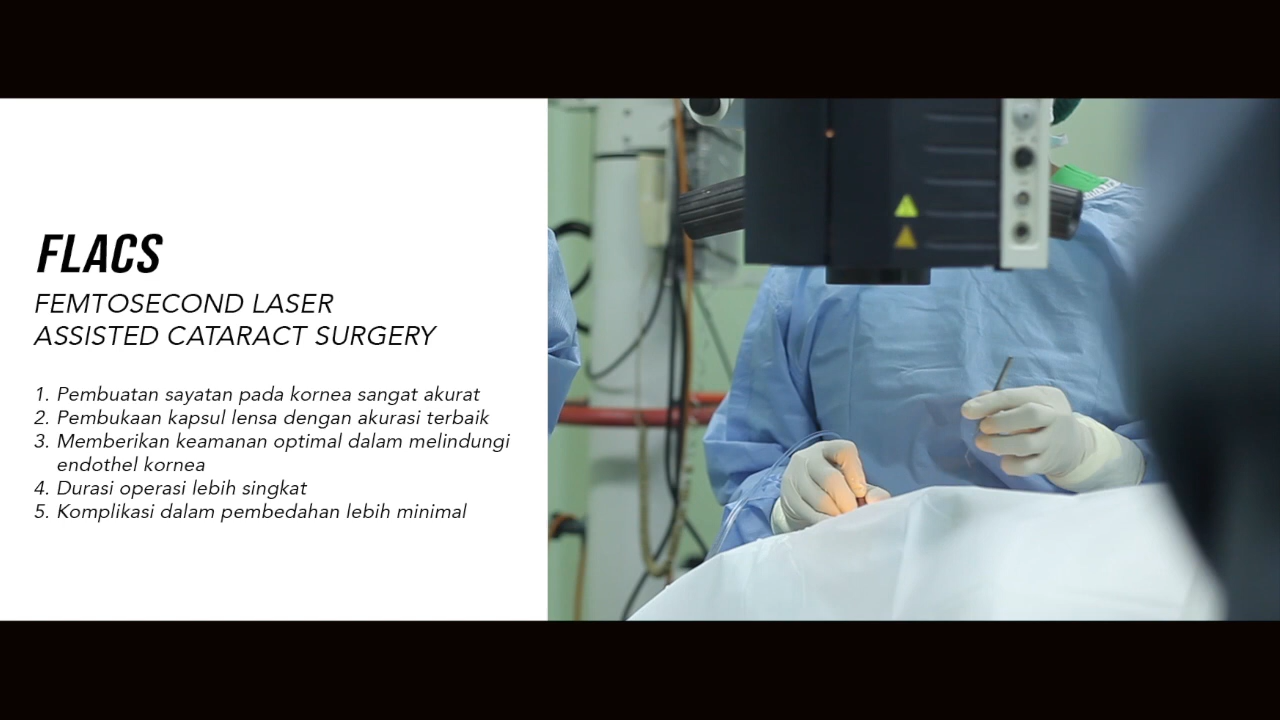 FLACS
FEMTOSECOND LASER
ASSISTED CATARACT SURGERY
1. Pembuatan sayatan pada kornea sangat akurat
2. Pembukaan kapsul lensa dengan akurasi terbaik
3. Memberikan keamanan optimal dalam melindungi
endothel kornea
4. Durasi operasi lebih singkat
5. Komplikasi dalam pembedahan lebih minimal